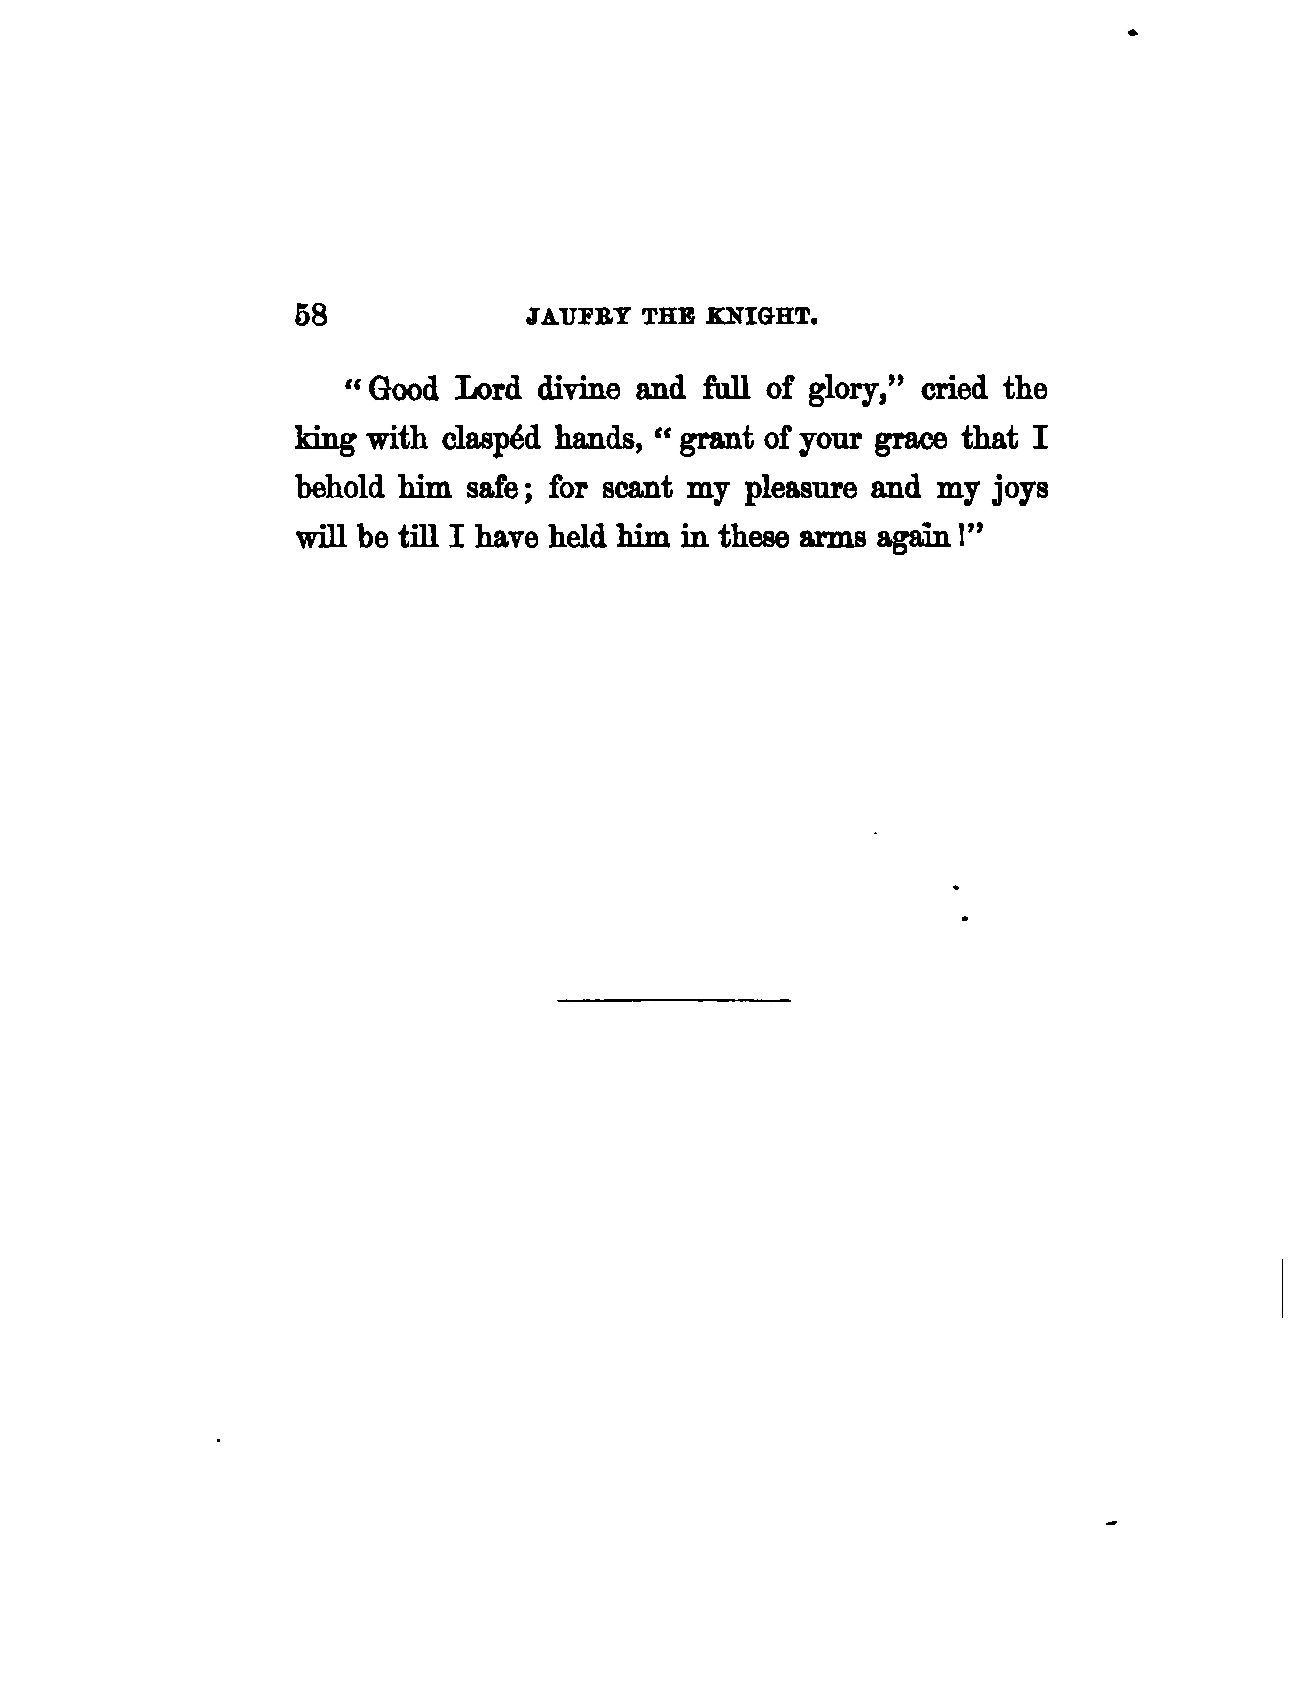 58 JAUFRY THE KNIGHT.
“Good Lord divine and full of glory,” cried the
king with claspéd hands, “grant of your grace that I
behold him safe; for scant my pleasure and my joys
will be till I have held him in these arms again!”